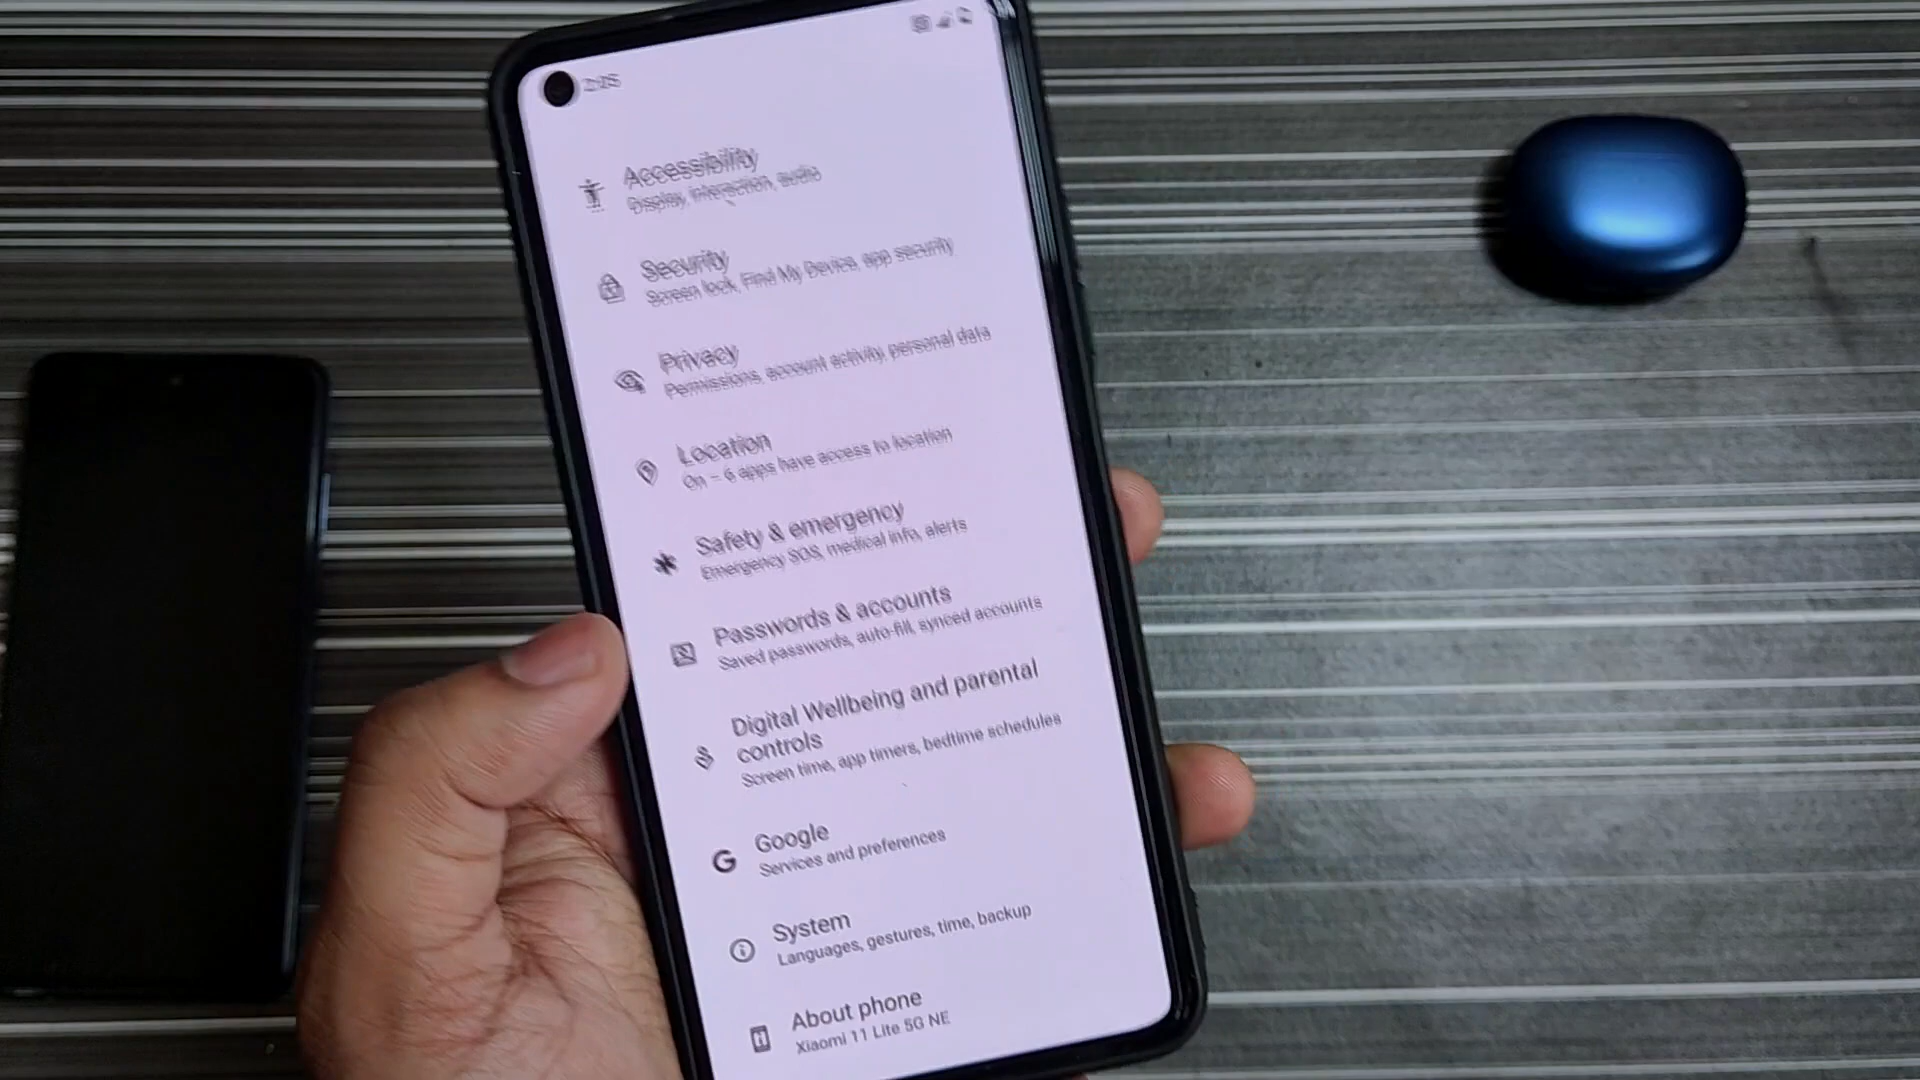 Accessibility
Display, interaction, audio
Security
Screen lock, Find My Device, app security
Privacy
Permissions, account activity, personal data
Location
On – 6 apps have access to location
Safety & emergency
Emergency SOS, medical info, alerts
Passwords & accounts
Saved passwords, auto-fill, synced accounts
Digital Wellbeing and parental
controls
Screen time, app timers, bedtime schedules
Google
Services and preferences
System
Languages, gestures, time, backup
About phone
Xiaomi 11 Lite 5G NE